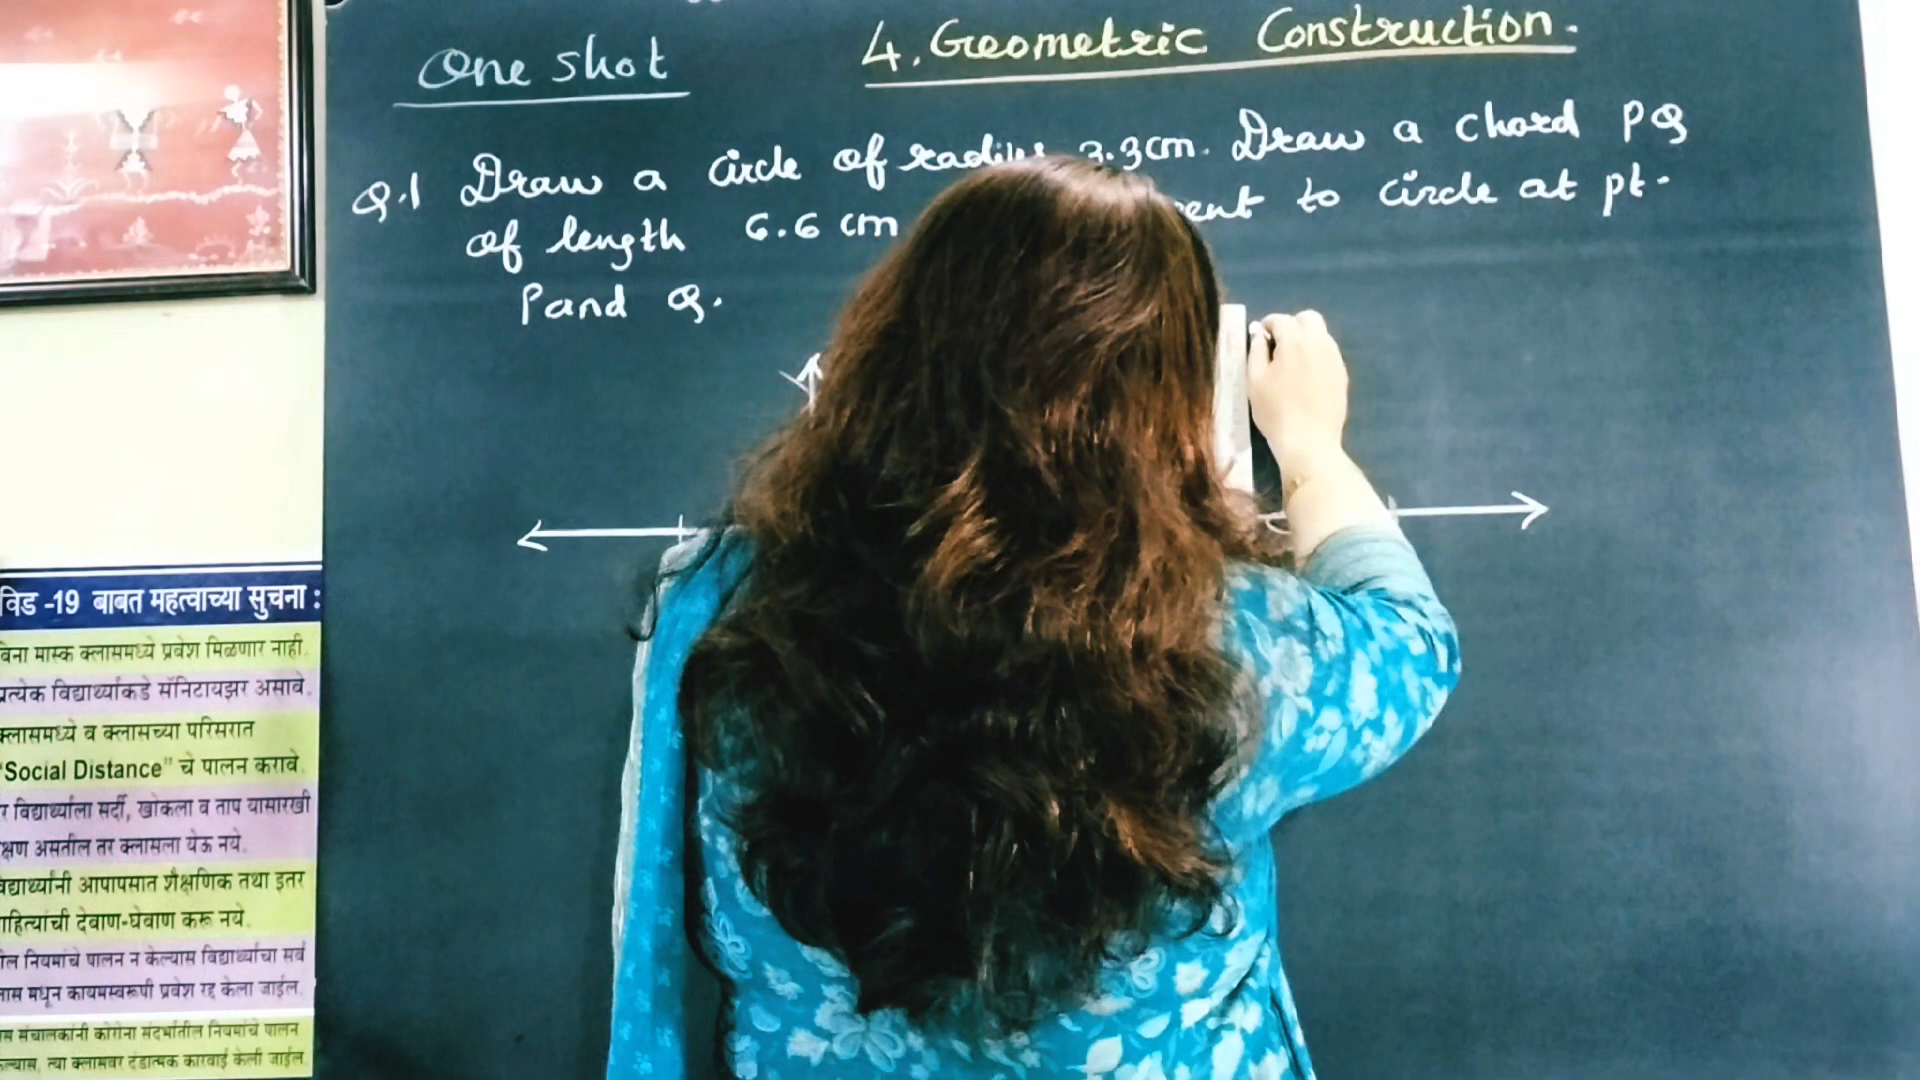 One shot
4. Geometric Construction.
Q.1 Draw a circle of radius 3.3cm. Draw a chord PQ
of length 6.6 cm to circle at pt.
P and Q.
विड -19 बाबत महत्वाच्या सुचना :
विना मास्क क्लासमध्ये प्रवेश मिळणार नाही.
प्रत्येक विद्यार्थ्याकडे सॅनिटायझर असावे.
क्लासमध्ये व क्लासच्या परिसरात
"Social Distance" चे पालन करावे.
विद्यार्थ्याला सर्दी, खोकला व ताप यासारखी
असतील तर क्लासला येऊ नये.
विद्यार्थ्यांनी आपापसात शैक्षणिक तथा इतर
साहित्यांची देवाण-घेवाण करू नये.
नियमांचे पालन न केल्यास विद्यार्थ्याचा सर्व
मधून कायमस्वरूपी प्रवेश रद्द केला जाईल.
संचालकांनी कोरोना संदर्भातील नियमांचे पालन
केल्यास, त्या क्लासवर दंडात्मक कारवाई केली जाईल.